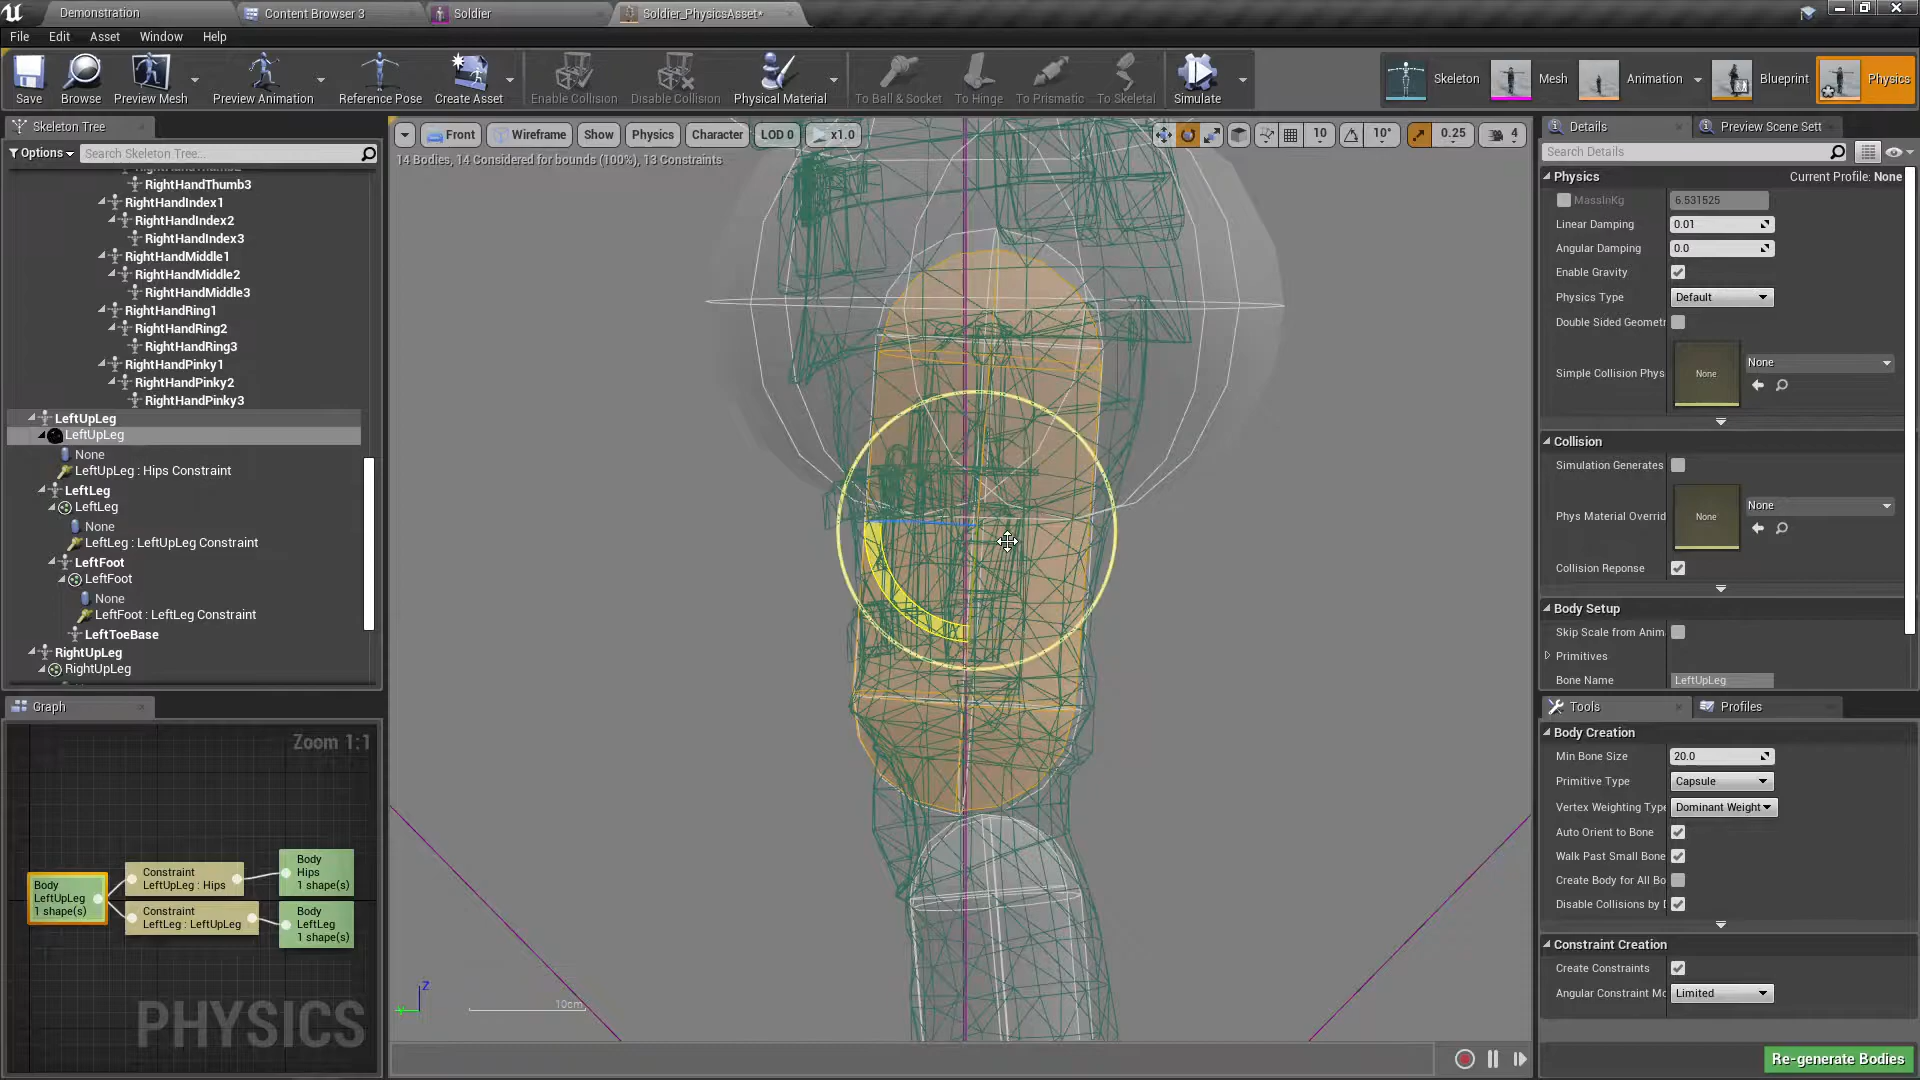 Demonstration
Content Browser 3
Soldier
Soldier_PhysicsAsset*
File
Edit
Asset
Window
Help
Save
Browse
Preview Mesh
Preview Animation
Reference Pose
Create Asset
Enable Collision
Disable Collision
Physical Material
To Ball & Socket
To Hinge
To Prismatic
To Skeletal
Simulate
Skeleton
Mesh
Animation
Blueprint
Physics
Skeleton Tree
Options
Search Skeleton Tree...
RightHandThumb3
RightHandIndex1
RightHandIndex2
RightHandIndex3
RightHandMiddle1
RightHandMiddle2
RightHandMiddle3
RightHandRing1
RightHandRing2
RightHandRing3
RightHandPinky1
RightHandPinky2
RightHandPinky3
LeftUpLeg
LeftUpLeg
None
LeftUpLeg : Hips Constraint
LeftLeg
LeftLeg
None
LeftLeg : LeftUpLeg Constraint
LeftFoot
LeftFoot
None
LeftFoot : LeftLeg Constraint
LeftToeBase
RightUpLeg
RightUpLeg
Graph
Zoom 1:1
Body
LeftUpLeg
1 shape(s)
Constraint
LeftUpLeg : Hips
Constraint
LeftLeg : LeftUpLeg
Body
Hips
1 shape(s)
Body
LeftLeg
1 shape(s)
PHYSICS
Front
Wireframe
Show
Physics
Character
LOD 0
x1.0
10
10°
0.25
4
14 Bodies, 14 Considered for bounds (100%), 13 Constraints
Z
10cm
Details
Preview Scene Sett
Search Details
Physics
Current Profile: None
MassInKg
6.531525
Linear Damping
0.01
Angular Damping
0.0
Enable Gravity
Physics Type
Default
Double Sided Geometr
Simple Collision Phys
None
None
Collision
Simulation Generates
Phys Material Overrid
None
None
Collision Reponse
Body Setup
Skip Scale from Anim
Primitives
Bone Name
LeftUpLeg
Tools
Profiles
Body Creation
Min Bone Size
20.0
Primitive Type
Capsule
Vertex Weighting Type
Dominant Weight
Auto Orient to Bone
Walk Past Small Bone
Create Body for All Bo
Disable Collisions by
Constraint Creation
Create Constraints
Angular Constraint Mo
Limited
Re-generate Bodies